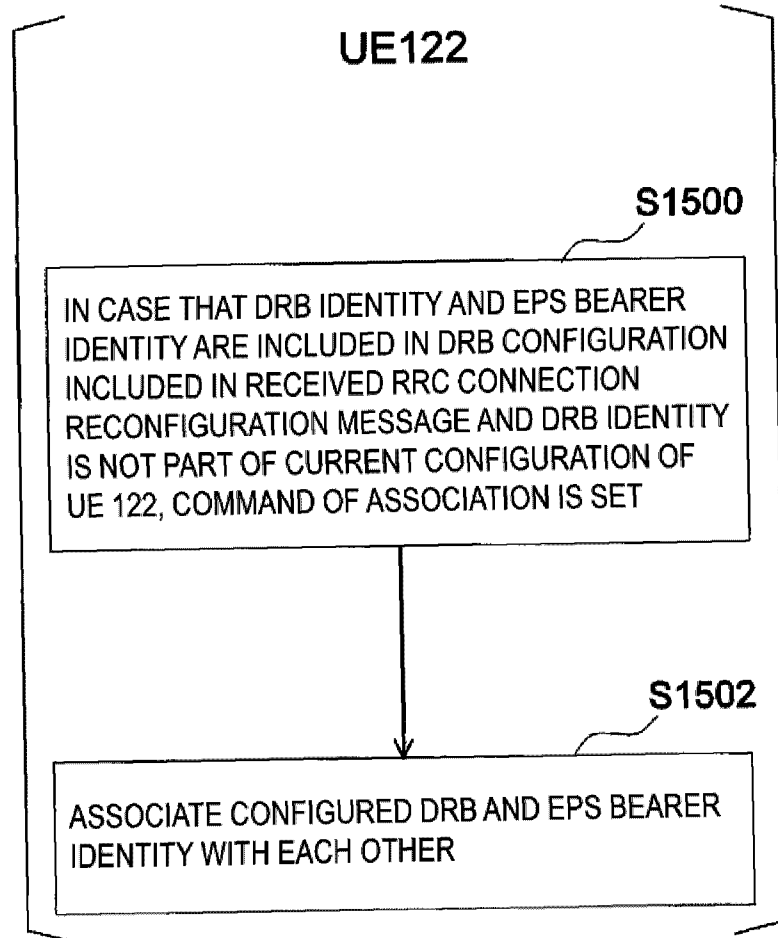 UE122
S1500
IN CASE THAT DRB IDENTITY AND EPS BEARER
IDENTITY ARE INCLUDED IN DRB CONFIGURATION
INCLUDED IN RECEIVED RRC CONNECTION
RECONFIGURATION MESSAGE AND DRB IDENTITY
IS NOT PART OF CURRENT CONFIGURATION OF
UE 122, COMMAND OF ASSOCIATION IS SET
S1502
ASSOCIATE CONFIGURED DRB AND EPS BEARER
IDENTITY WITH EACH OTHER